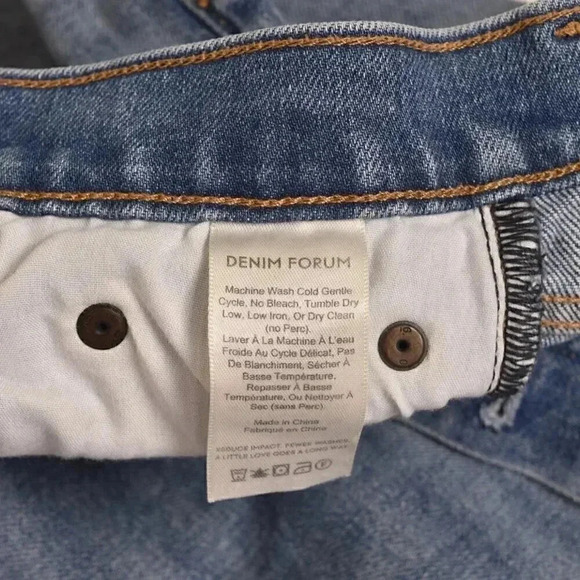 DENIM FORUM
Machine Wash Cold Gentle
Cycle, No Bleach, Tumble Dry
Low, Low Iron, Or Dry Clean
(no Perc).
Laver À La Machine À L'eau
Froide Au Cycle Délicat, Pas
De Blanchiment, Sécher À
Basse Température.
Repasser À Basse
Température, Ou Nettoyer À
Sec (sans Perc).
Made in China
Fabriqué en Chine
REDUCE IMPACT. FEWER WASHES.
A LITTLE LOVE GOES A LONG WAY.